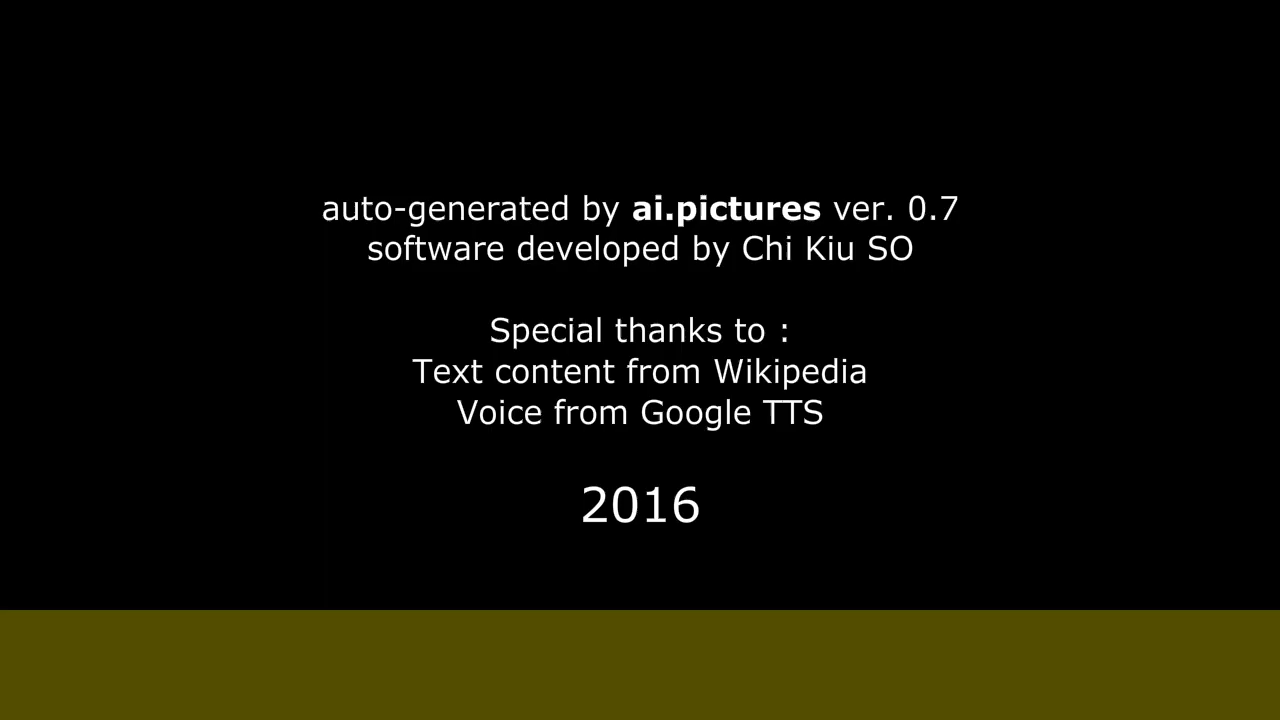 auto-generated by ai.pictures ver. 0.7
software developed by Chi Kiu SO
Special thanks to :
Text content from Wikipedia
Voice from Google TTS
2016